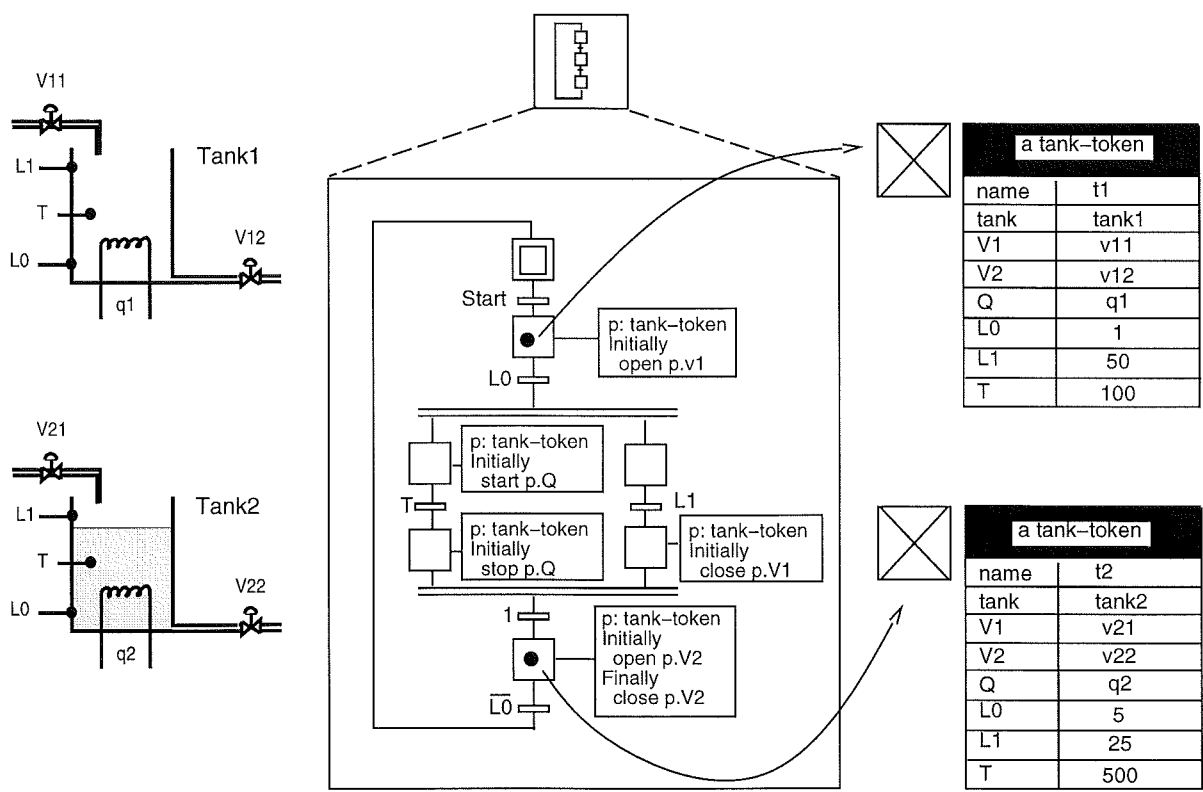 V11
L1
Tank1
T
V12
L0
q1
V21
L1
Tank2
T
V22
L0
q2
Start
p: tank–token
Initially
open p.v1
L0
p: tank–token
Initially
start p.Q
T
L1
p: tank–token
Initially
stop p.Q
p: tank–token
Initially
close p.V1
1
p: tank–token
Initially
open p.V2
Finally
close p.V2
L0
a tank–token
name t1
tank tank1
V1 v11
V2 v12
Q q1
L0 1
L1 50
T 100
a tank–token
name t2
tank tank2
V1 v21
V2 v22
Q q2
L0 5
L1 25
T 500